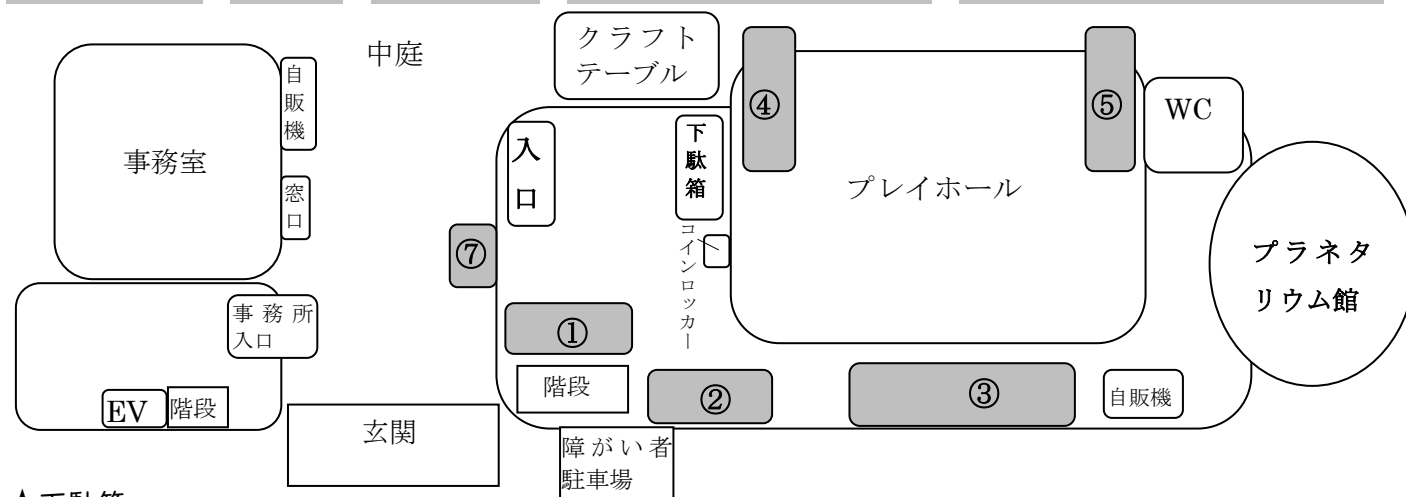 中庭
クラフト
テーブル
④
⑤
WC
自販機
事務室
入口
下駄箱
プレイホール
窓口
⑦
コインロッカー
プラネタ
リウム館
事務所
入口
①
階段
②
③
自販機
EV
階段
玄関
障がい者
駐車場